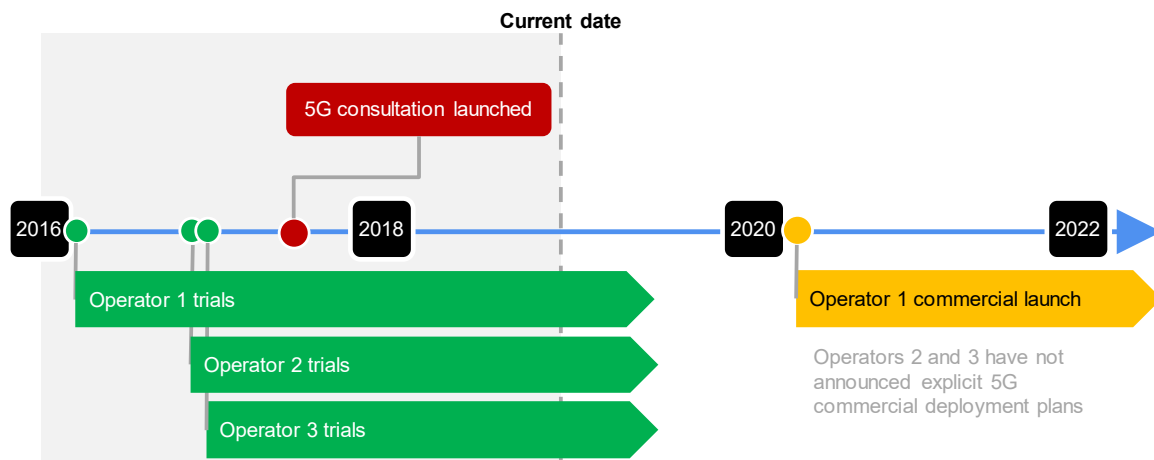 Current date
5G consultation launched
2016
2018
2020
2022
Operator 1 trials
Operator 1 commercial launch
Operator 2 trials
Operators 2 and 3 have not
announced explicit 5G
commercial deployment plans
Operator 3 trials